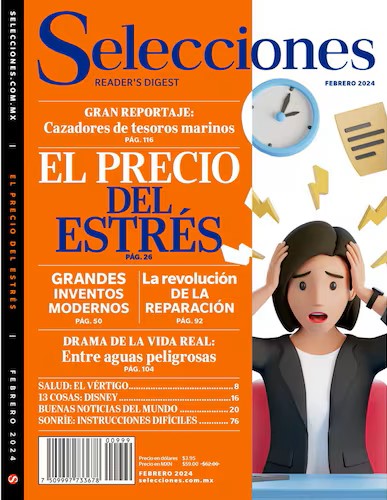 SELECCIONES.COM.MX
EL PRECIO DEL ESTRÉS
FEBRERO 2024
S
Selecciones
READER'S DIGEST
FEBRERO 2024
GRAN REPORTAJE:
Cazadores de tesoros marinos
PÁG. 116
EL PRECIO
DEL
ESTRÉS
PÁG. 26
GRANDES
INVENTOS
MODERNOS
PÁG. 50
La revolución
DE LA
REPARACIÓN
PÁG. 92
DRAMA DE LA VIDA REAL:
Entre aguas peligrosas
PÁG. 104
SALUD: EL VÉRTIGO 8
13 COSAS: DISNEY 16
BUENAS NOTICIAS DEL MUNDO 20
SONRÍE: INSTRUCCIONES DIFÍCILES 76
00999
7 509997 733678
Precio en dólares $3.95
Precio en MXN $59.00
FEBRERO 2024
selecciones.com.mx